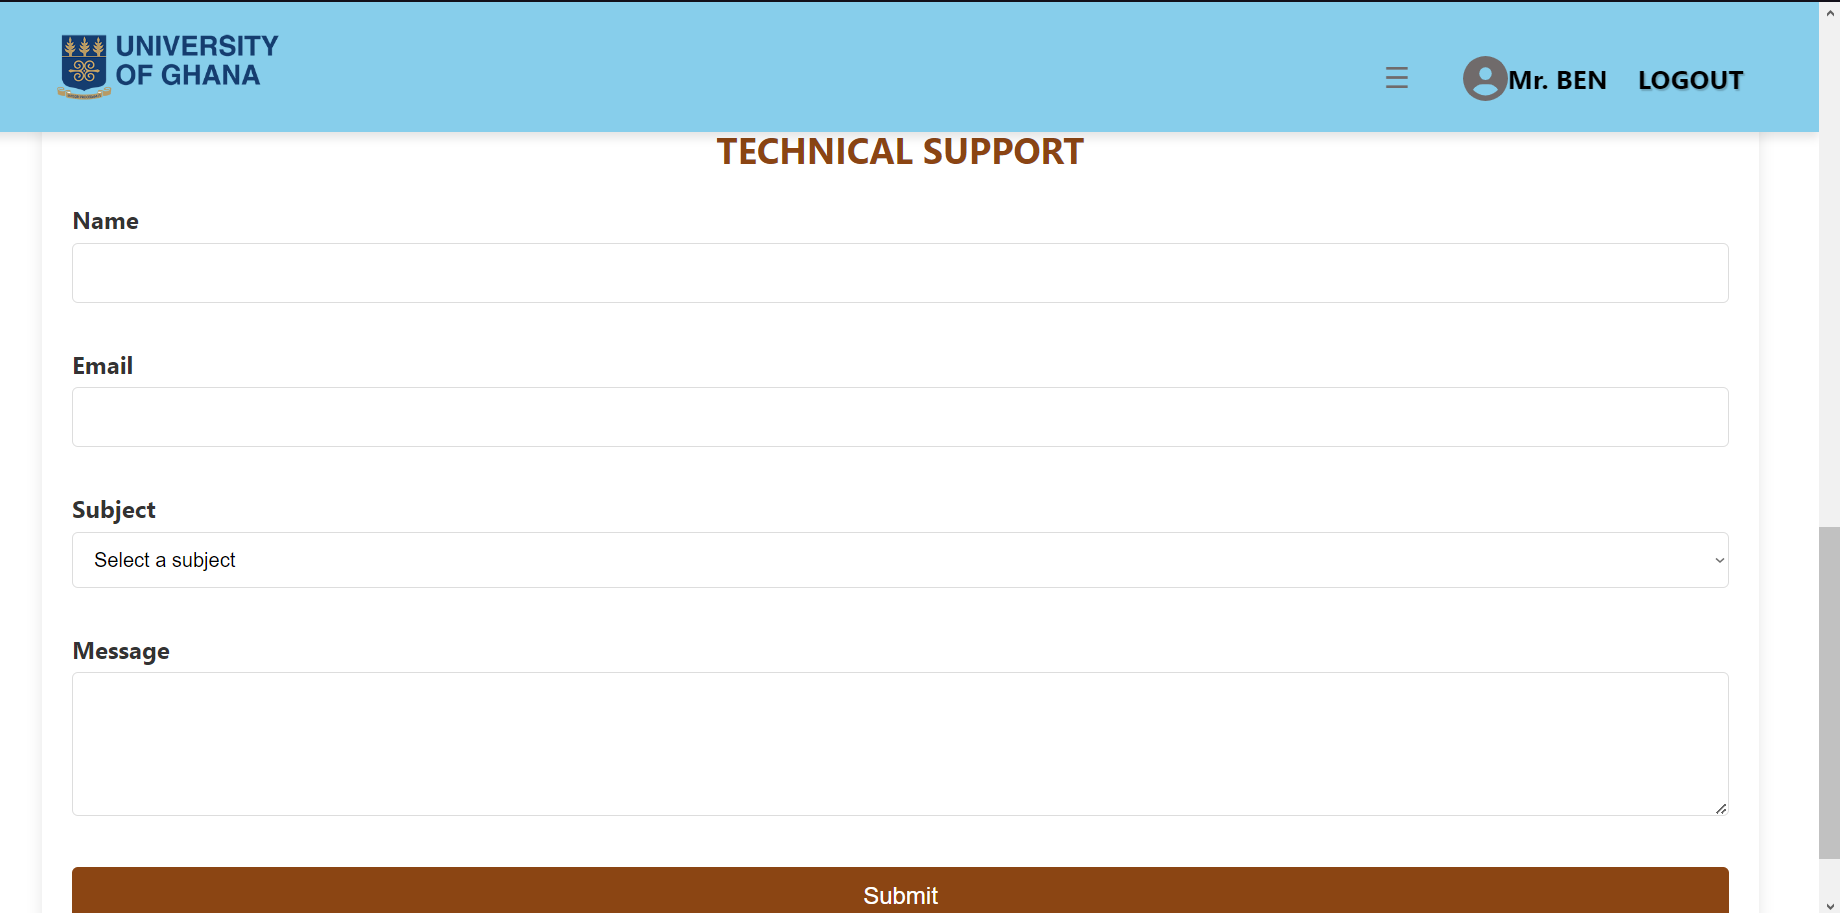 UNIVERSITY
OF GHANA
Mr. BEN LOGOUT
TECHNICAL SUPPORT
Name
Email
Subject
Select a subject
Message
Submit